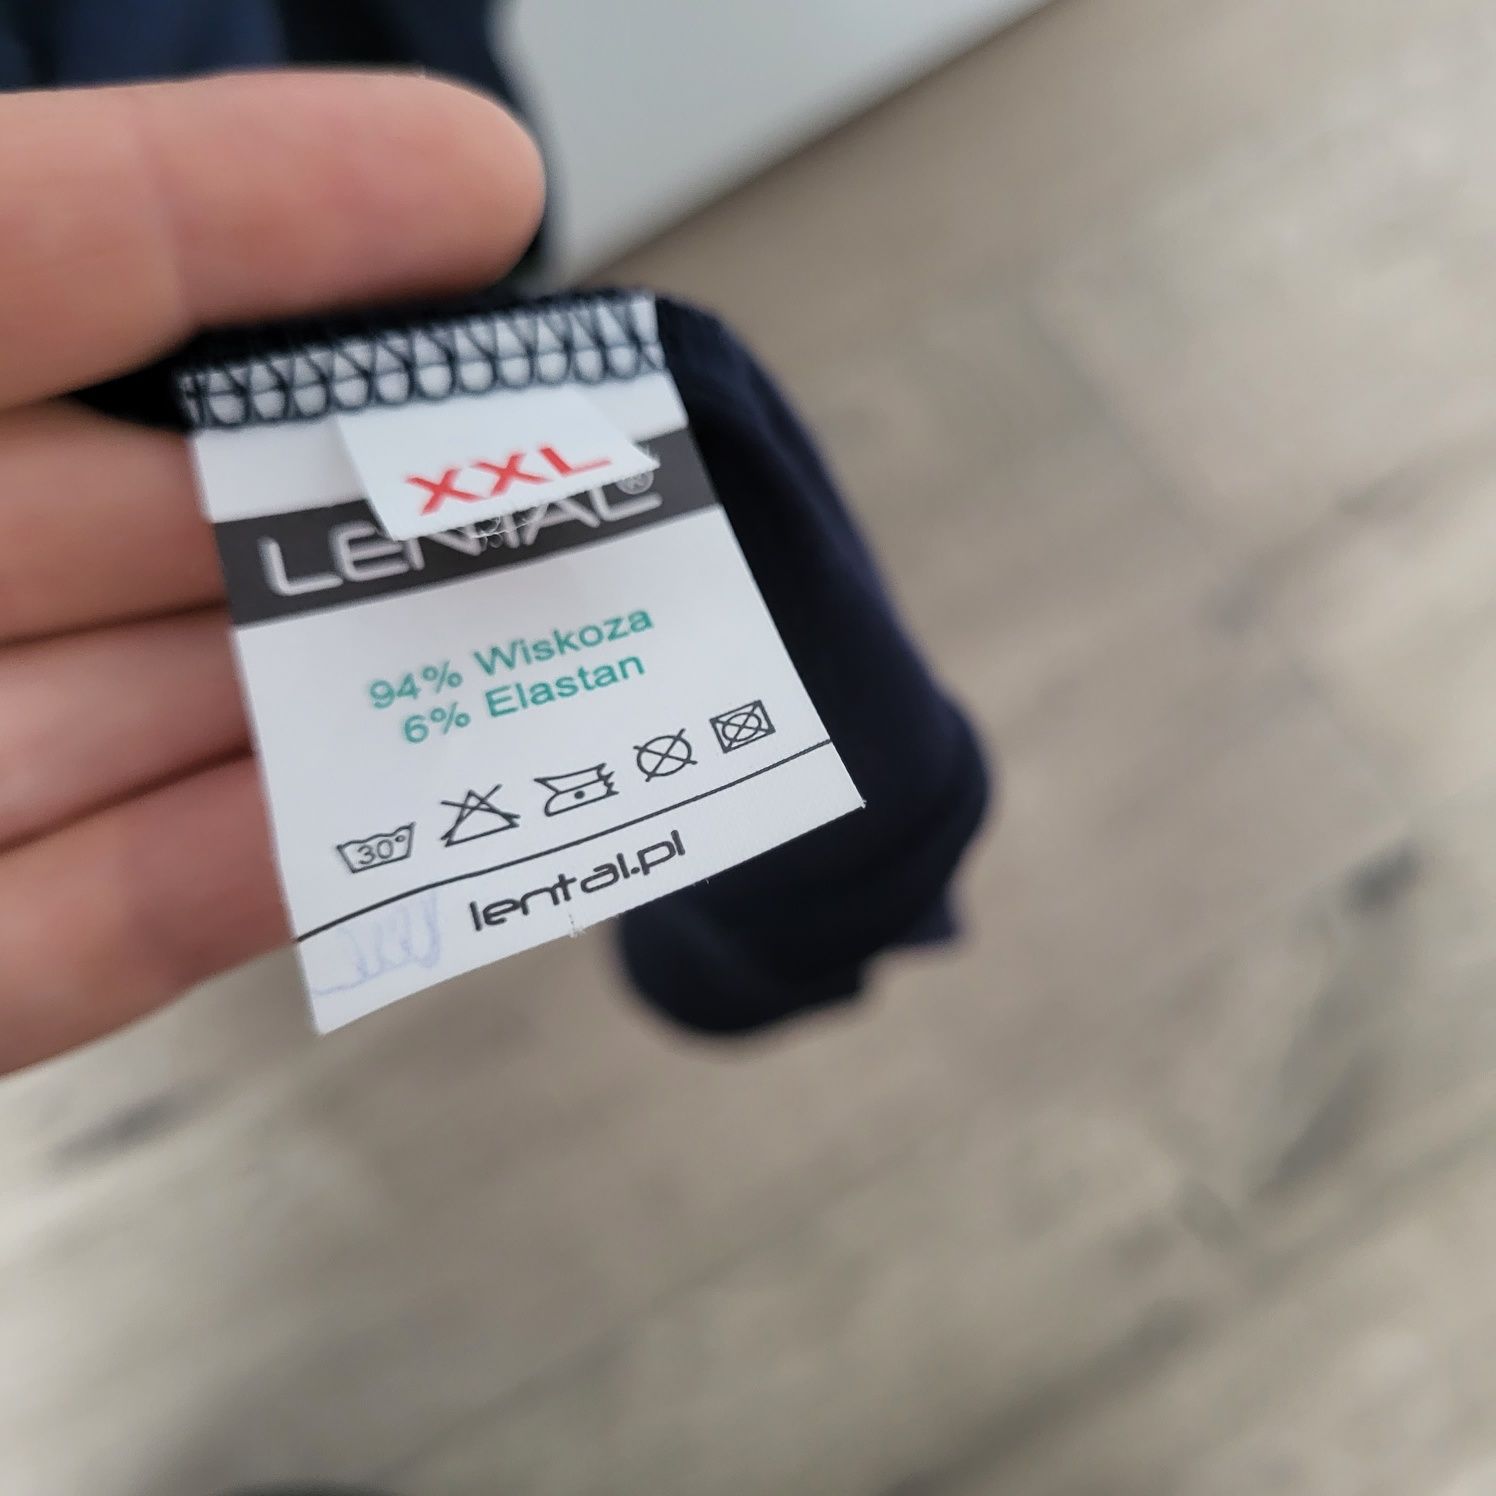 XXL
LENTAL®
94% Wiskoza
6% Elastan
30°
lental.pl